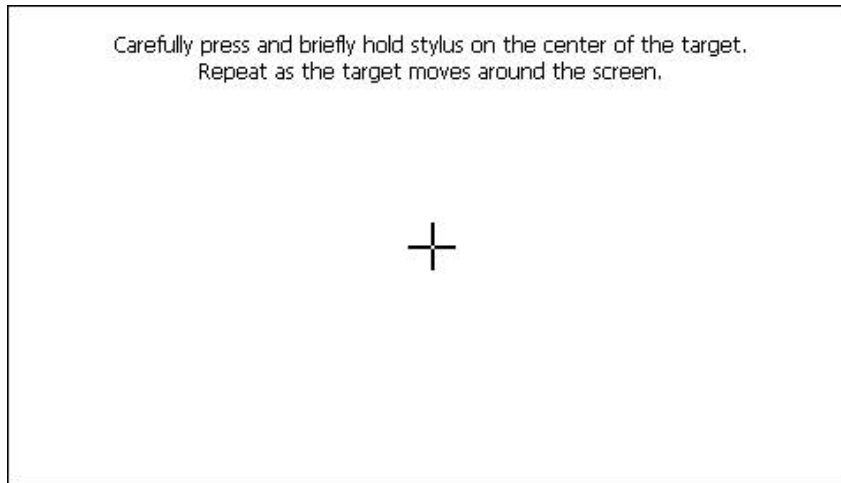 Carefully press and briefly hold stylus on the center of the target.
Repeat as the target moves around the screen.